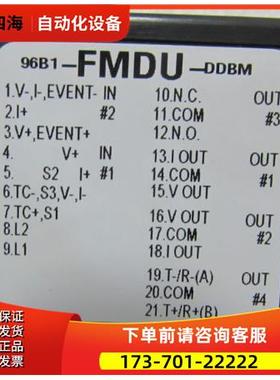 四海 自动化设备
96B1-FMDU-DDBM
1.V-,I-,EVENT- IN
2.I+ #2
3.V+,EVENT+
4. V+ IN
5. S2 I+ #1
6.TC-,S3,V-,I-
7.TC+,S1
8.L2
9.L1
10.N.C. OUT
11.COM #3
12.N.O.
13.I OUT OUT
14.COM #1
15.V OUT
16.V OUT OUT
17.COM #2
18.I OUT
19.T-/R-(A) OUT
20.COM #4
21.T+/R+(B)
下单前请咨询客服
173-701-22222